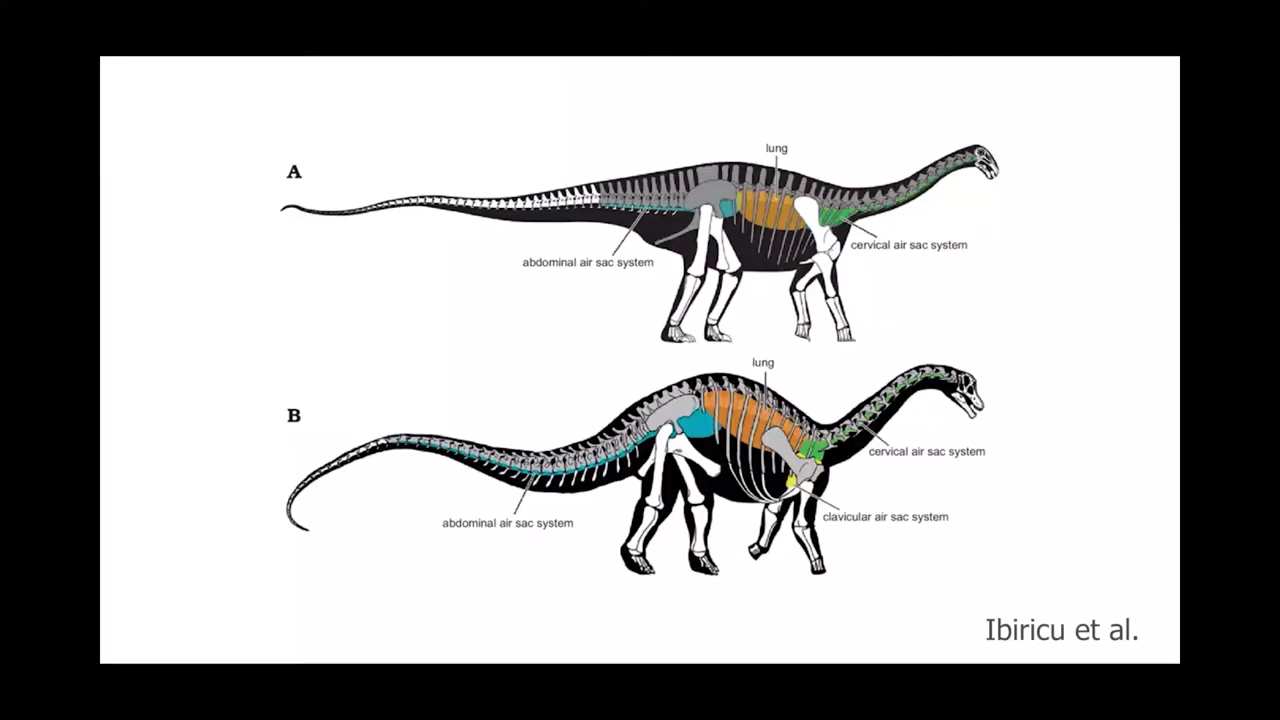 lung
A
cervical air sac system
abdominal air sac system
lung
B
cervical air sac system
clavicular air sac system
abdominal air sac system
Ibiricu et al.